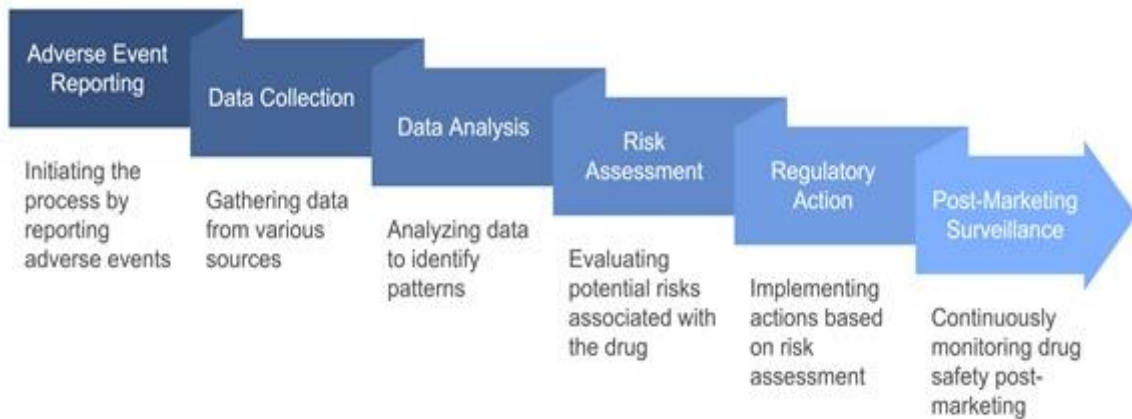 Adverse Event
Reporting
Initiating the
process by
reporting
adverse events
Data Collection
Gathering data
from various
sources
Data Analysis
Analyzing data
to identify
patterns
Risk
Assessment
Evaluating
potential risks
associated with
the drug
Regulatory
Action
Implementing
actions based
on risk
assessment
Post-Marketing
Surveillance
Continuously
monitoring drug
safety post-
marketing